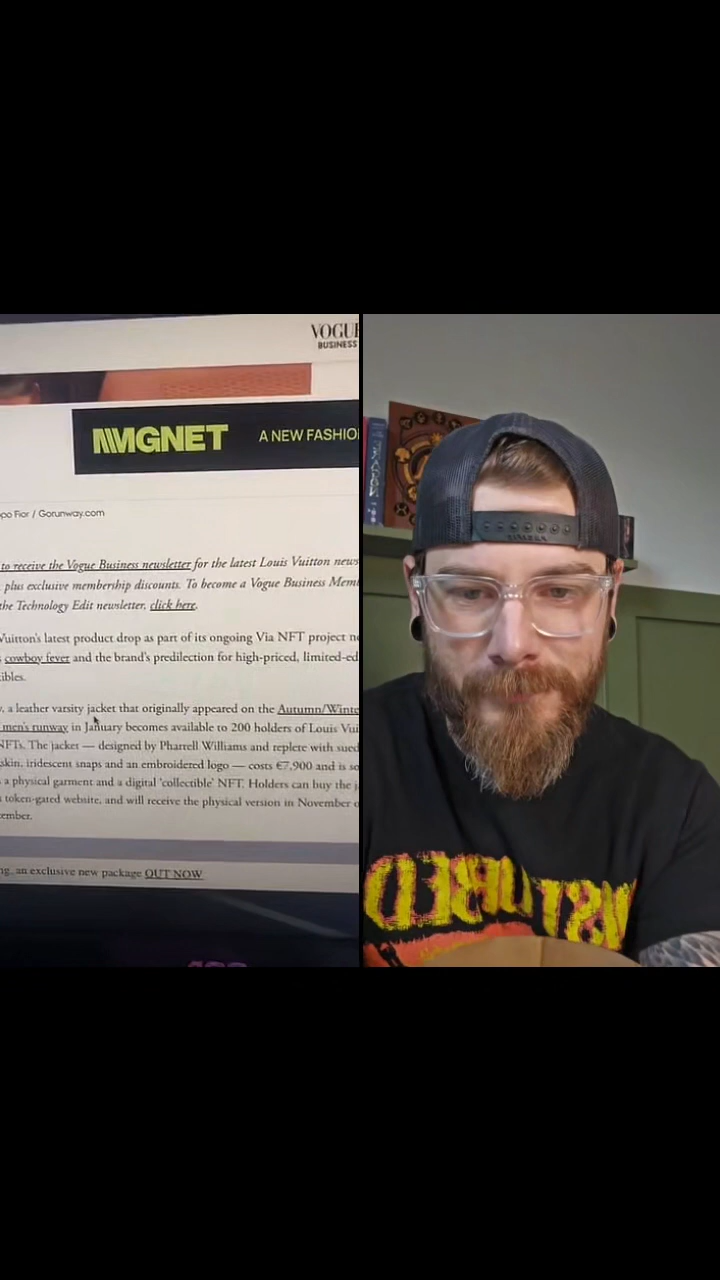 VOGUE
BUSINESS
NMGNET A NEW FASHIO
po Fior / Gorunway.com
to receive the Vogue Business newsletter for the latest Louis Vuitton news
plus exclusive membership discounts. To become a Vogue Business Mem
the Technology Edit newsletter, click here.
Vuitton's latest product drop as part of its ongoing Via NFT project ne
cowboy fever and the brand's predilection for high-priced, limited-ed
ibles.
, a leather varsity jacket that originally appeared on the Autumn/Winte
men's runway in January becomes available to 200 holders of Louis Vui
NFTs. The jacket — designed by Pharrell Williams and replete with sued
skin, iridescent snaps and an embroidered logo — costs €7,900 and is so
a physical garment and a digital 'collectible' NFT. Holders can buy the j
token-gated website, and will receive the physical version in November o
ember.
ng, an exclusive new package OUT NOW